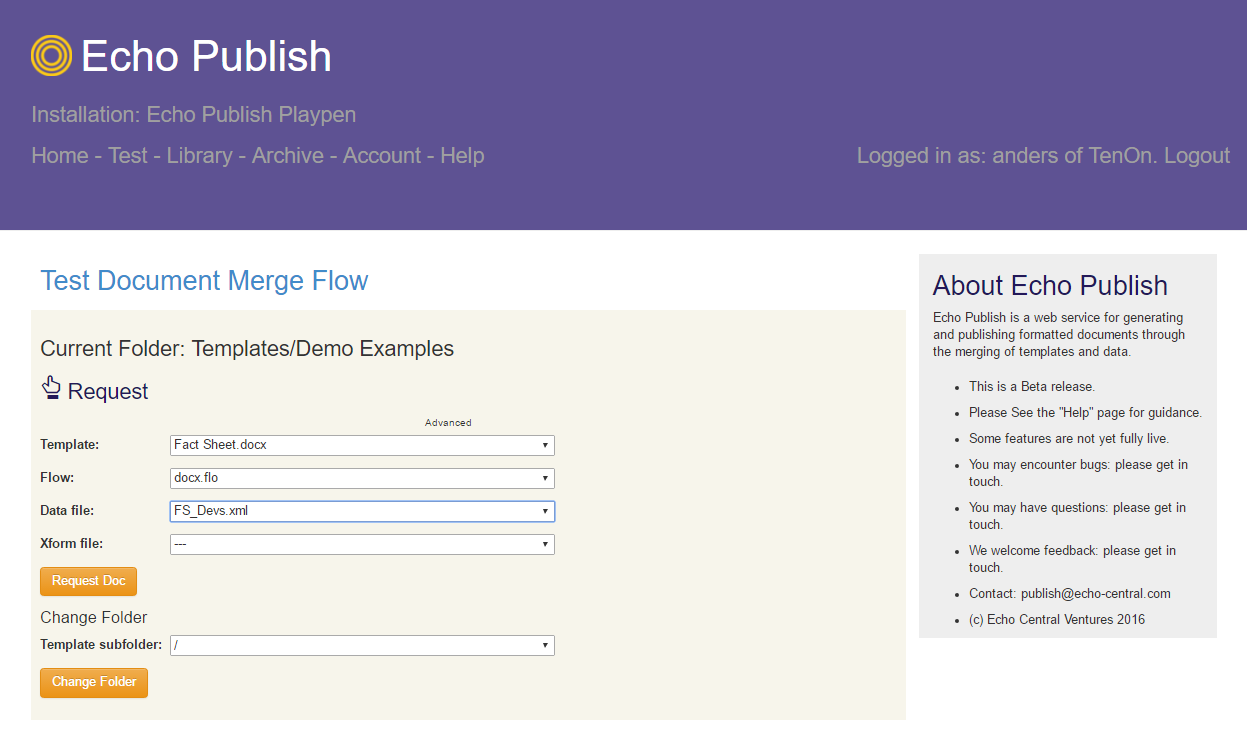 Echo Publish
Installation: Echo Publish Playpen
Home - Test - Library - Archive - Account - Help
Logged in as: anders of TenOn. Logout
Test Document Merge Flow
Current Folder: Templates/Demo Examples
Request
Advanced
Template: Fact Sheet.docx
Flow: docx.flo
Data file: FS_Devs.xml
Xform file: ---
Request Doc
Change Folder
Template subfolder: /
Change Folder
About Echo Publish
Echo Publish is a web service for generating
and publishing formatted documents through
the merging of templates and data.
• This is a Beta release.
• Please See the "Help" page for guidance.
• Some features are not yet fully live.
• You may encounter bugs: please get in
touch.
• You may have questions: please get in
touch.
• We welcome feedback: please get in
touch.
• Contact: publish@echo-central.com
• (c) Echo Central Ventures 2016